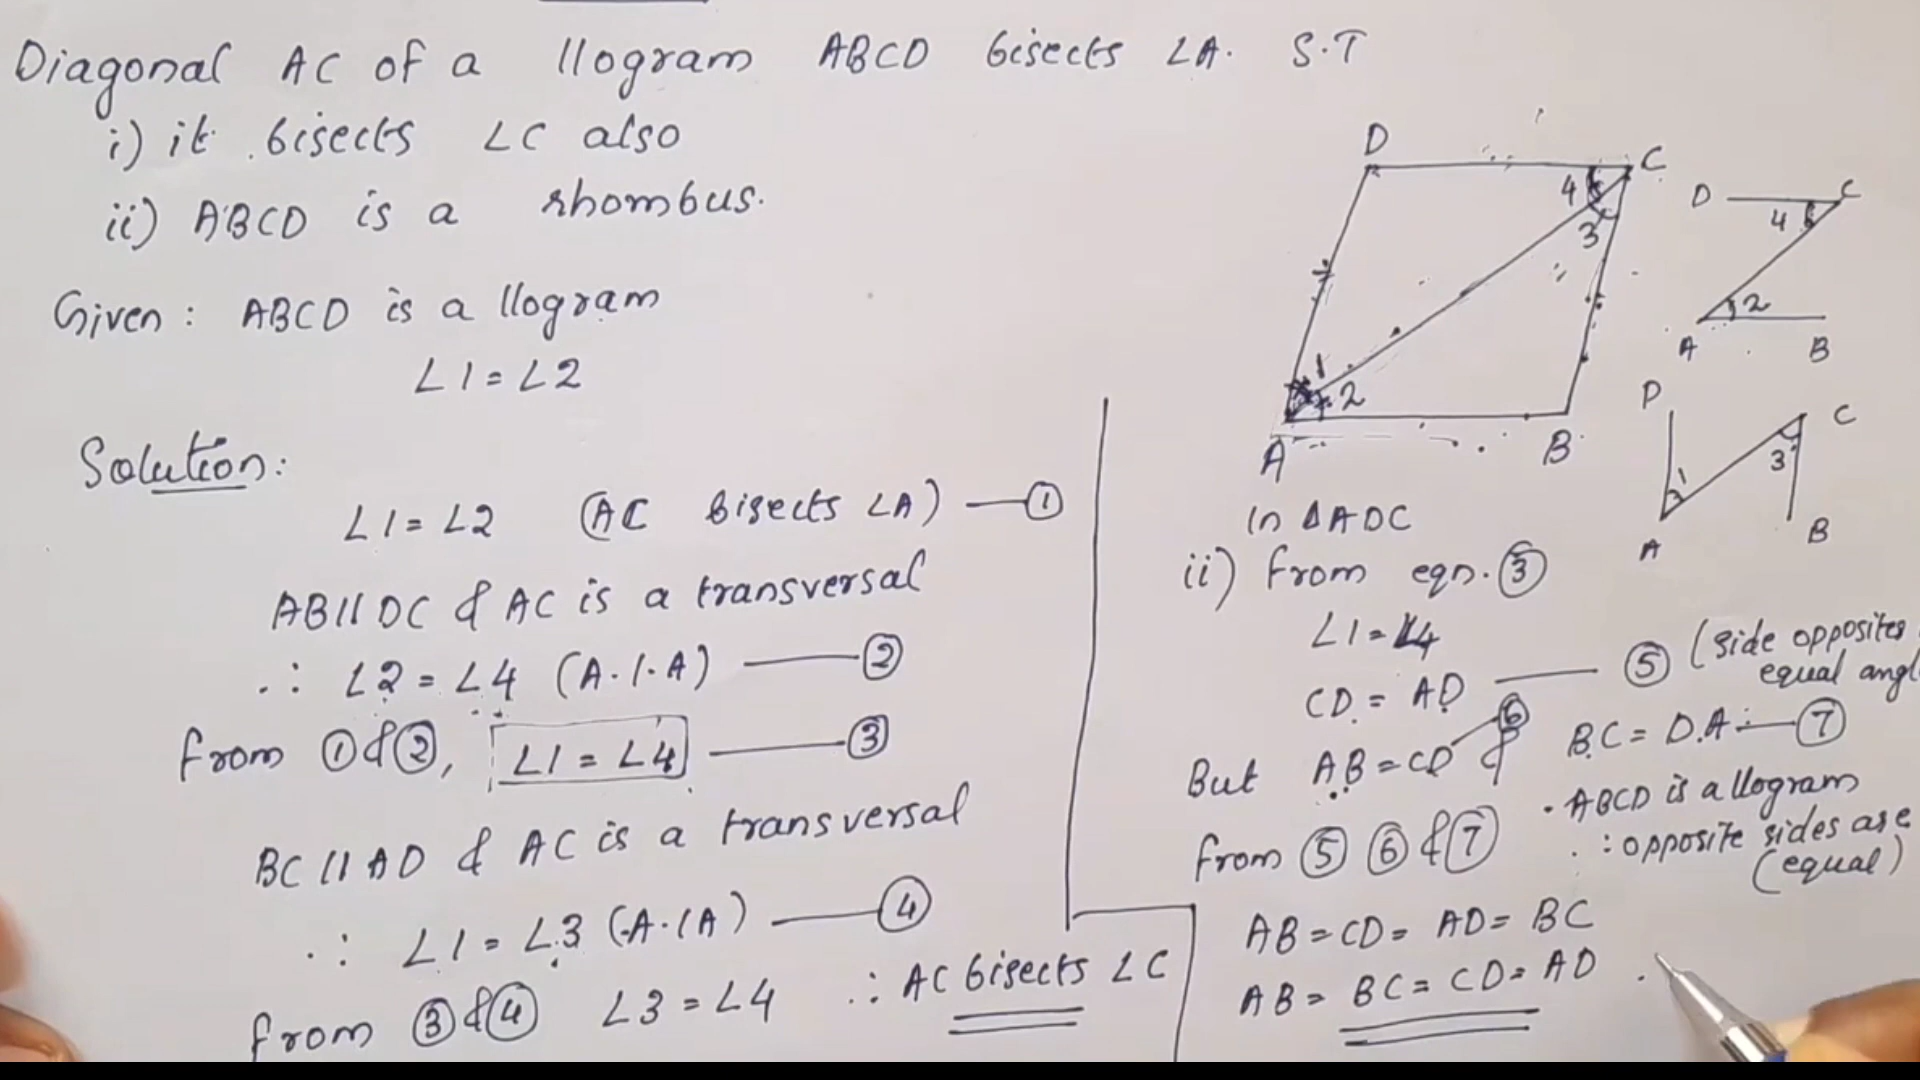 Diagonal AC of a llogram ABCD bisects ∠A. S.T
i) it bisects ∠C also
ii) ABCD is a rhombus.
Given: ABCD is a llogram
∠1 = ∠2
Solution:
∠1 = ∠2 (AC bisects ∠A) — ①
AB ll DC & AC is a transversal
∴ ∠2 = ∠4 (A.I.A) — ②
from ① & ②, ∠1 = ∠4 — ③
BC ll AD & AC is a transversal
∴ ∠1 = ∠3 (A.IA) — ④
from ③ & ④ ∠3 = ∠4 ∴ AC bisects ∠C
D
C
4
3
1
2
A
B
D
C
4
2
A
B
D
C
3
1
A
B
In ΔADC
ii) from eqn. ③
∠1 = ∠4
CD = AD — ⑤ (side opposites
equal angl
But AB = CD — ⑥ & BC = DA — ⑦
ABCD is a llogram
∴ opposite sides are
(equal)
from ⑤ ⑥ & ⑦
AB = CD = AD = BC
AB = BC = CD = AD